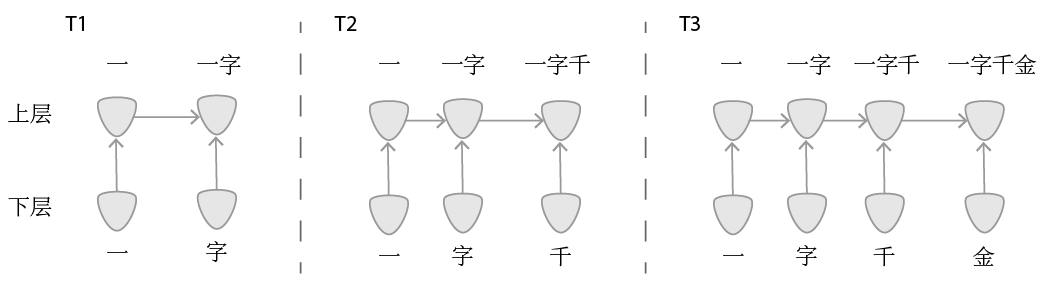 T1 T2 T3
一 一字 一 一字 一字千 一 一字 一字千 一字千金
上层
下层
一 字 一 字 千 一 字 千 金